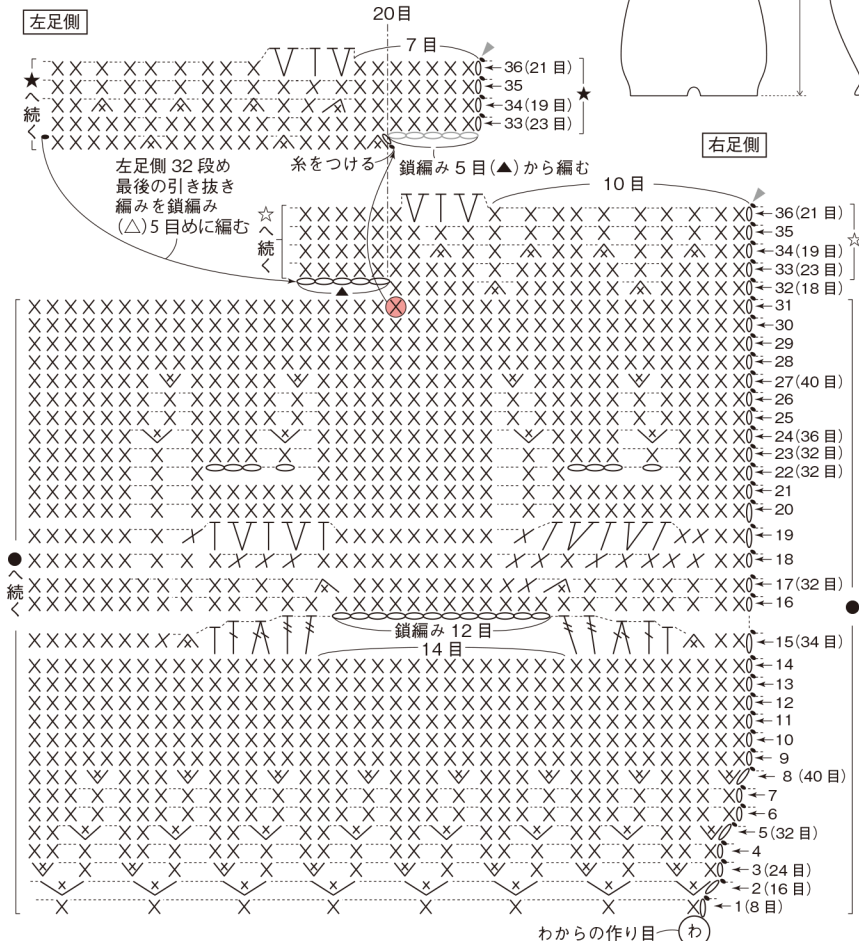 左足側
20目
7目
36(21目)
35
34(19目)
33(23目)
★
★へ続く
糸をつける
鎖編み5目(▲)から編む
左足側32段め
最後の引き抜き
編みを鎖編み
(△)5目めに編む
右足側
10目
☆へ続く
36(21目)
35
34(19目)
33(23目)
32(18目)
☆
▲
31
30
29
28
27(40目)
26
25
24(36目)
23(32目)
22(32目)
21
20
19
18
17(32目)
16
●へ続く
●
鎖編み12目
14目
15(34目)
14
13
12
11
10
9
8(40目)
7
6
5(32目)
4
3(24目)
2(16目)
1(8目)
わからの作り目
わ